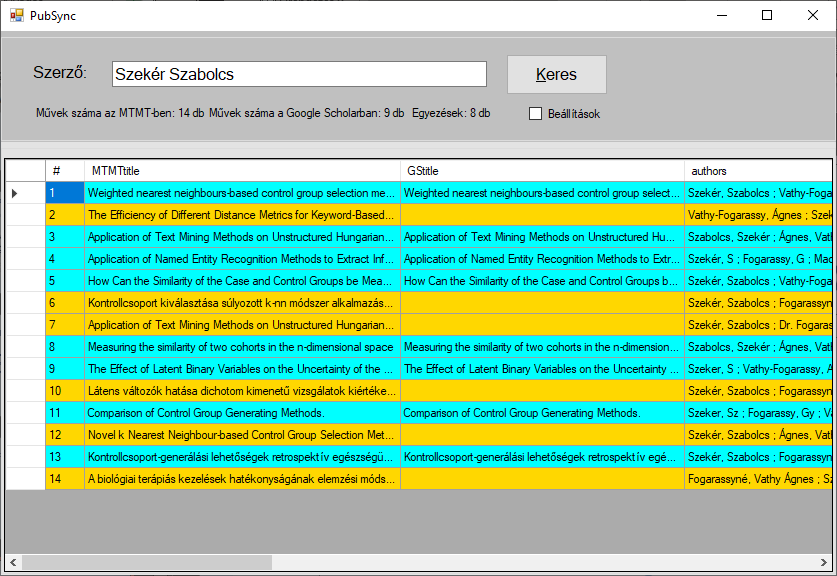 PubSync
Szerző: Szekér Szabolcs Keres
Művek száma az MTMT-ben: 14 db Művek száma a Google Scholarban: 9 db Egyezések: 8 db Beállítások
# MTMTtitle GStitle authors
1 Weighted nearest neighbours-based control group selection me... Weighted nearest neighbours-based control group select... Szekér, Szabolcs ; Vathy-Foga
2 The Efficiency of Different Distance Metrics for Keyword-Based... Vathy-Fogarassy, Ágnes ; Szek
3 Application of Text Mining Methods on Unstructured Hungarian... Application of Text Mining Methods on Unstructured Hu... Szabolcs, Szekér ; Ágnes, Vat
4 Application of Named Entity Recognition Methods to Extract Inf... Application of Named Entity Recognition Methods to Extr... Szekér, S ; Fogarassy, G ; Mac
5 How Can the Similarity of the Case and Control Groups be Mea... How Can the Similarity of the Case and Control Groups b... Szekér, Szabolcs ; Vathy-Foga
6 Kontrollcsoport kiválasztása súlyozott k-nn módszer alkalmazás... Szekér, Szabolcs ; Fogarassyn
7 Application of Text Mining Methods on Unstructured Hungarian... Szekér, Szabolcs ; Dr. Fogaras
8 Measuring the similarity of two cohorts in the n-dimensional space Measuring the similarity of two cohorts in the n-dimension... Szabolcs, Szekér ; Ágnes, Vat
9 The Effect of Latent Binary Variables on the Uncertainty of the ... The Effect of Latent Binary Variables on the Uncertainty ... Szeker, S ; Vathy-Fogarassy, A
10 Látens változók hatása dichotom kimenetű vizsgálatok kiértéke... Szekér, Szabolcs ; Fogarassyn
11 Comparison of Control Group Generating Methods. Comparison of Control Group Generating Methods. Szeker, Sz ; Fogarassy, Gy ; Va
12 Novel k Nearest Neighbour-based Control Group Selection Met... Szekér, Szabolcs ; Ágnes, Vat
13 Kontrollcsoport-generálási lehetőségek retrospektív egészségü... Kontrollcsoport-generálási lehetőségek retrospektív egé... Szekér, Szabolcs ; Fogarassyn
14 A biológiai terápiás kezelések hatékonyságának elemzési móds... Fogarassyné, Vathy Ágnes ; Sz